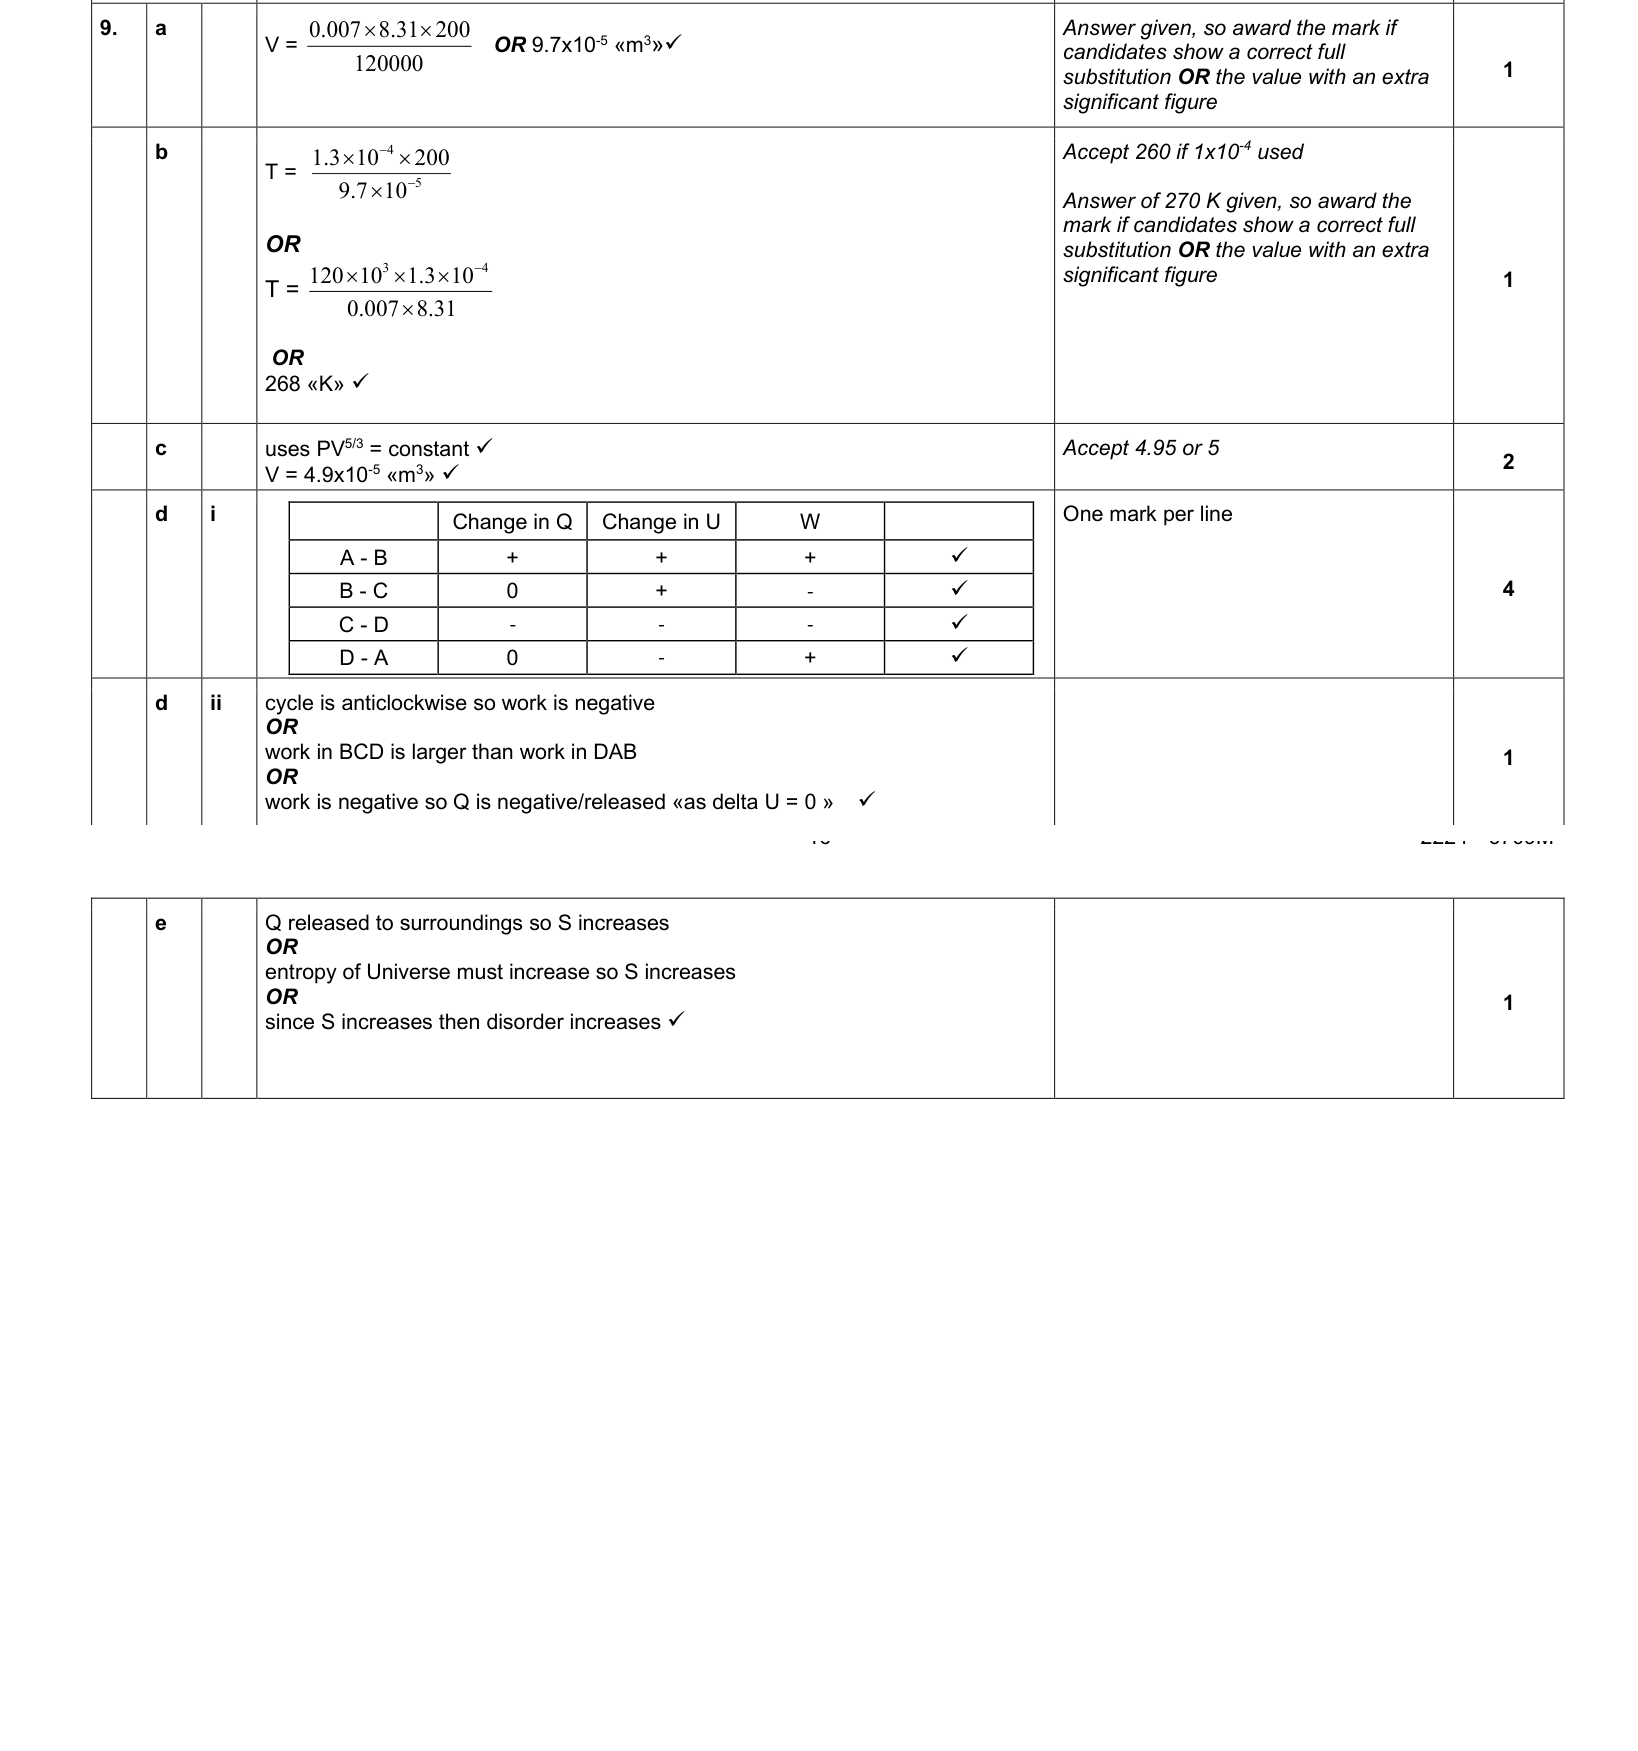 9. a V = 0.007×8.31×200 / 120000 OR 9.7x10⁻⁵ «m³»✓
Answer given, so award the mark if
candidates show a correct full
substitution OR the value with an extra
significant figure
1
b T = 1.3×10⁻⁴×200 / 9.7×10⁻⁵
OR
T = 120×10³×1.3×10⁻⁴ / 0.007×8.31
OR
268 «K» ✓
Accept 260 if 1x10⁻⁴ used
Answer of 270 K given, so award the
mark if candidates show a correct full
substitution OR the value with an extra
significant figure
1
c uses PV⁵ᐟ³ = constant ✓
V = 4.9x10⁻⁵ «m³» ✓
Accept 4.95 or 5
2
d i
Change in Q Change in U W
A - B + + + ✓
B - C 0 + - ✓
C - D - - - ✓
D - A 0 - + ✓
One mark per line
4
d ii cycle is anticlockwise so work is negative
OR
work in BCD is larger than work in DAB
OR
work is negative so Q is negative/released «as delta U = 0 » ✓
1
e Q released to surroundings so S increases
OR
entropy of Universe must increase so S increases
OR
since S increases then disorder increases ✓
1